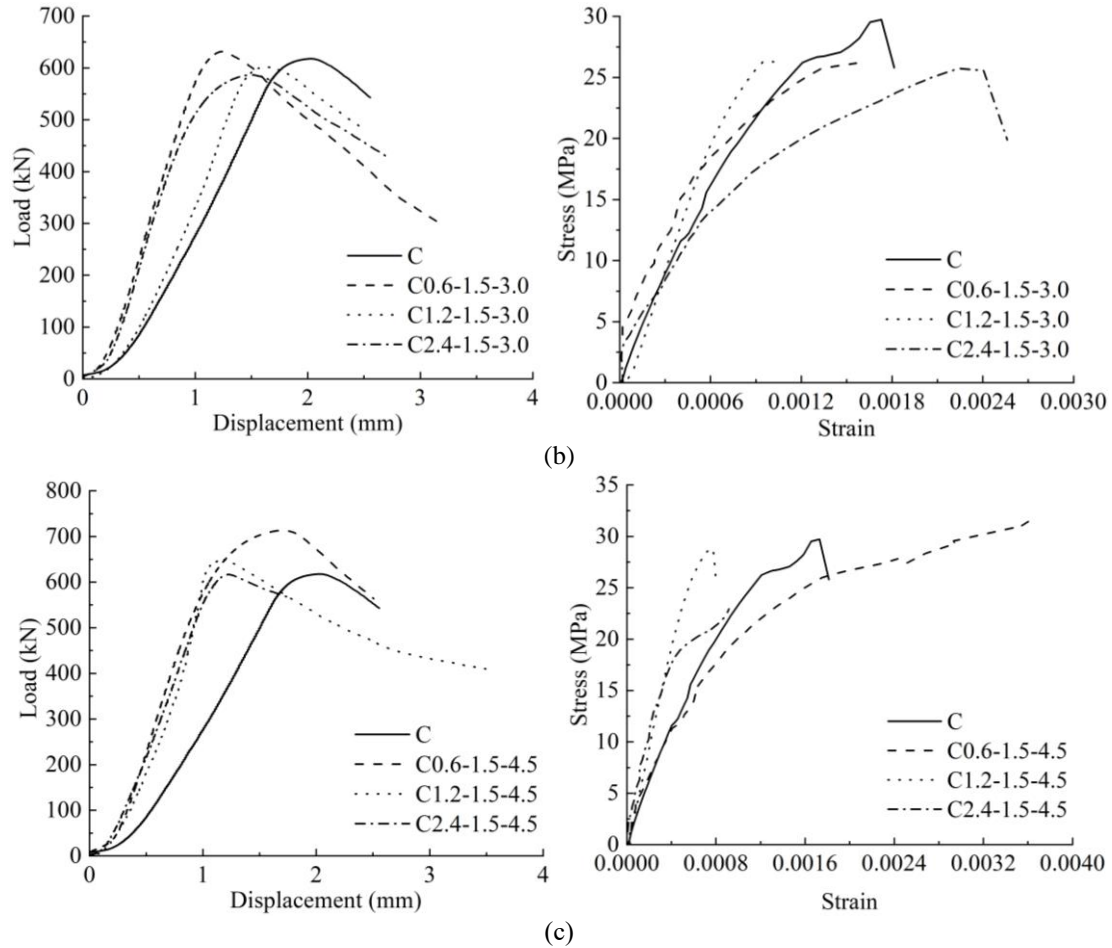 700
600
500
400
300
200
100
0
Load (kN)
0 1 2 3 4
Displacement (mm)
C
C0.6-1.5-3.0
C1.2-1.5-3.0
C2.4-1.5-3.0
30
25
20
15
10
5
0
Stress (MPa)
0.0000 0.0006 0.0012 0.0018 0.0024 0.0030
Strain
C
C0.6-1.5-3.0
C1.2-1.5-3.0
C2.4-1.5-3.0
(b)
800
700
600
500
400
300
200
100
0
Load (kN)
0 1 2 3 4
Displacement (mm)
C
C0.6-1.5-4.5
C1.2-1.5-4.5
C2.4-1.5-4.5
35
30
25
20
15
10
5
0
Stress (MPa)
0.0000 0.0008 0.0016 0.0024 0.0032 0.0040
Strain
C
C0.6-1.5-4.5
C1.2-1.5-4.5
C2.4-1.5-4.5
(c)